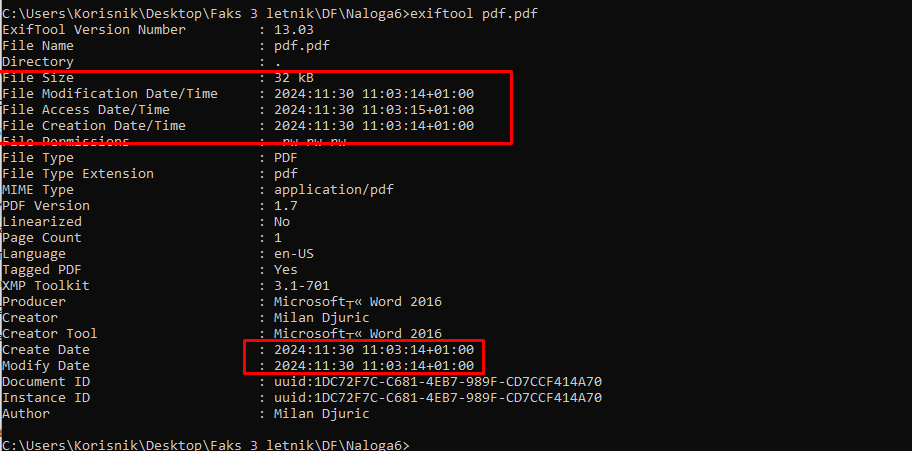 C:\Users\Korisnik\Desktop\Faks 3 letnik\DF\Naloga6>exiftool pdf.pdf
ExifTool Version Number         : 13.03
File Name                       : pdf.pdf
Directory                       : .
File Size                       : 32 kB
File Modification Date/Time     : 2024:11:30 11:03:14+01:00
File Access Date/Time           : 2024:11:30 11:03:15+01:00
File Creation Date/Time         : 2024:11:30 11:03:14+01:00
File Permissions                : -rw-rw-rw-
File Type                       : PDF
File Type Extension             : pdf
MIME Type                       : application/pdf
PDF Version                     : 1.7
Linearized                      : No
Page Count                      : 1
Language                        : en-US
Tagged PDF                      : Yes
XMP Toolkit                     : 3.1-701
Producer                        : Microsoft┬« Word 2016
Creator                         : Milan Djuric
Creator Tool                    : Microsoft┬« Word 2016
Create Date                     : 2024:11:30 11:03:14+01:00
Modify Date                     : 2024:11:30 11:03:14+01:00
Document ID                     : uuid:1DC72F7C-C681-4EB7-989F-CD7CCF414A70
Instance ID                     : uuid:1DC72F7C-C681-4EB7-989F-CD7CCF414A70
Author                          : Milan Djuric
C:\Users\Korisnik\Desktop\Faks 3 letnik\DF\Naloga6>